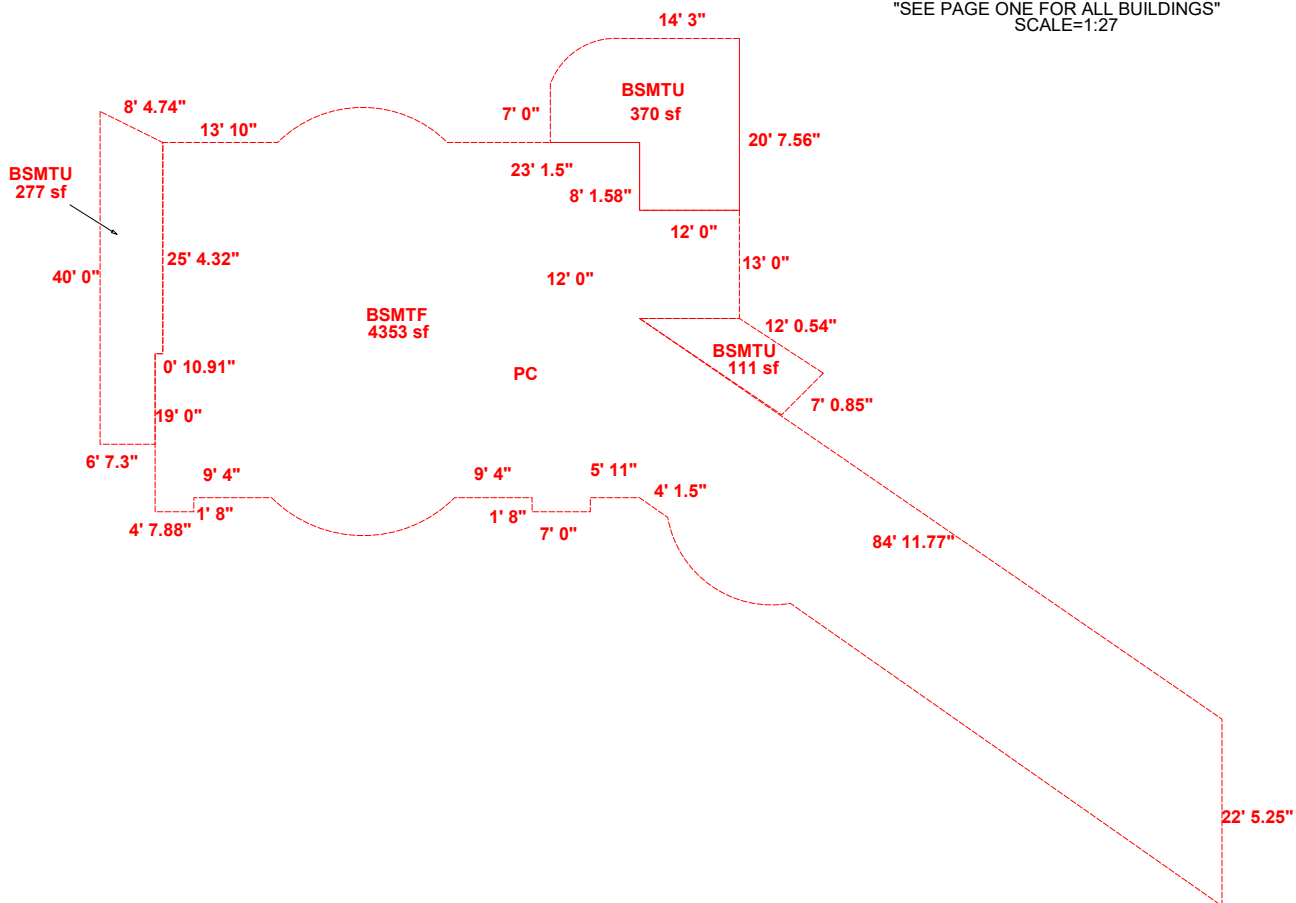 "SEE PAGE ONE FOR ALL BUILDINGS"
SCALE=1:27
14' 3"
BSMTU
370 sf
8' 4.74"
13' 10"
7' 0"
20' 7.56"
23' 1.5"
BSMTU
277 sf
8' 1.58"
12' 0"
25' 4.32"
40' 0"
12' 0"
13' 0"
BSMTF
4353 sf
12' 0.54"
BSMTU
111 sf
0' 10.91"
PC
7' 0.85"
19' 0"
6' 7.3"
9' 4"
9' 4"
5' 11"
4' 1.5"
1' 8"
1' 8"
4' 7.88"
7' 0"
84' 11.77"
22' 5.25"